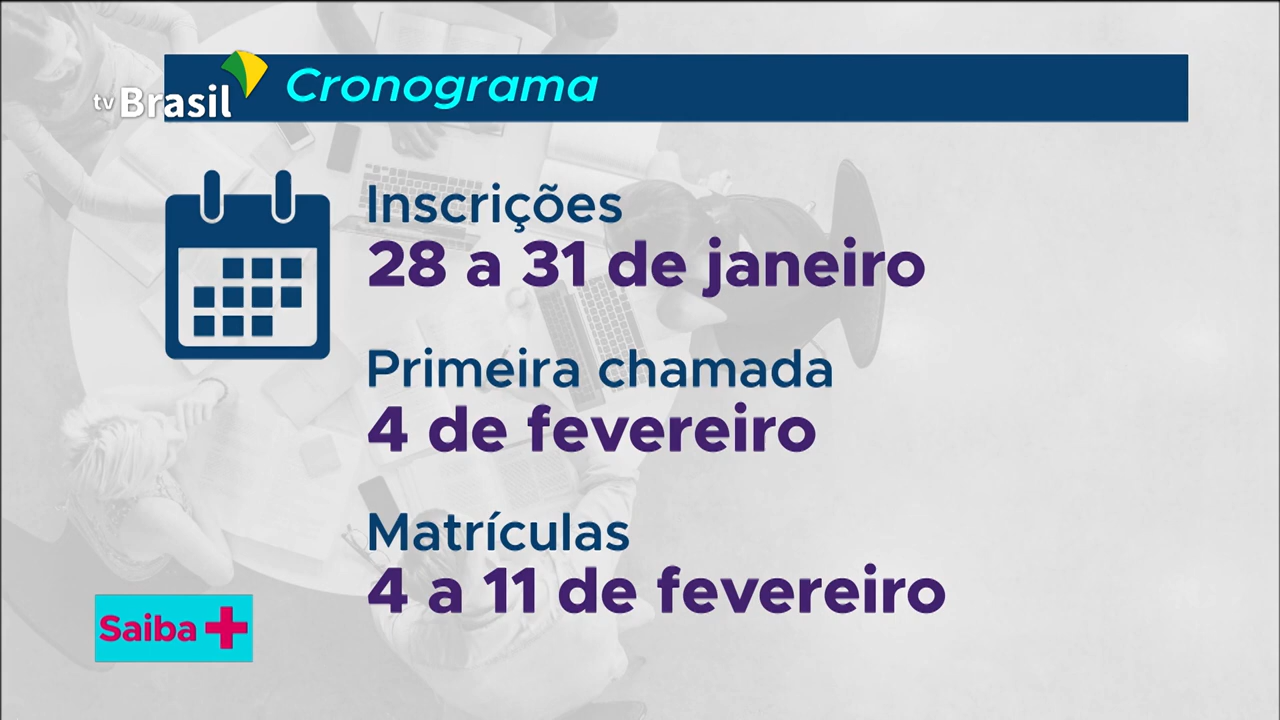 tv Brasil
Cronograma
Inscrições
28 a 31 de janeiro
Primeira chamada
4 de fevereiro
Matrículas
4 a 11 de fevereiro
Saiba +